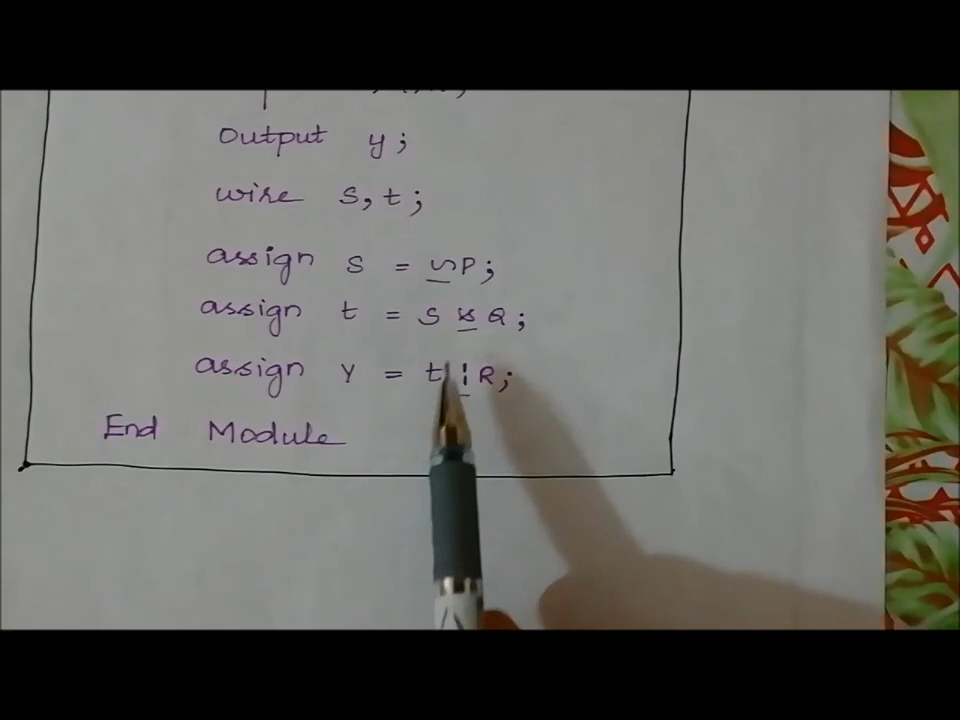 Output y;
wire s, t;
assign s = ~P;
assign t = s & Q;
assign Y = t ¦ R;
End Module